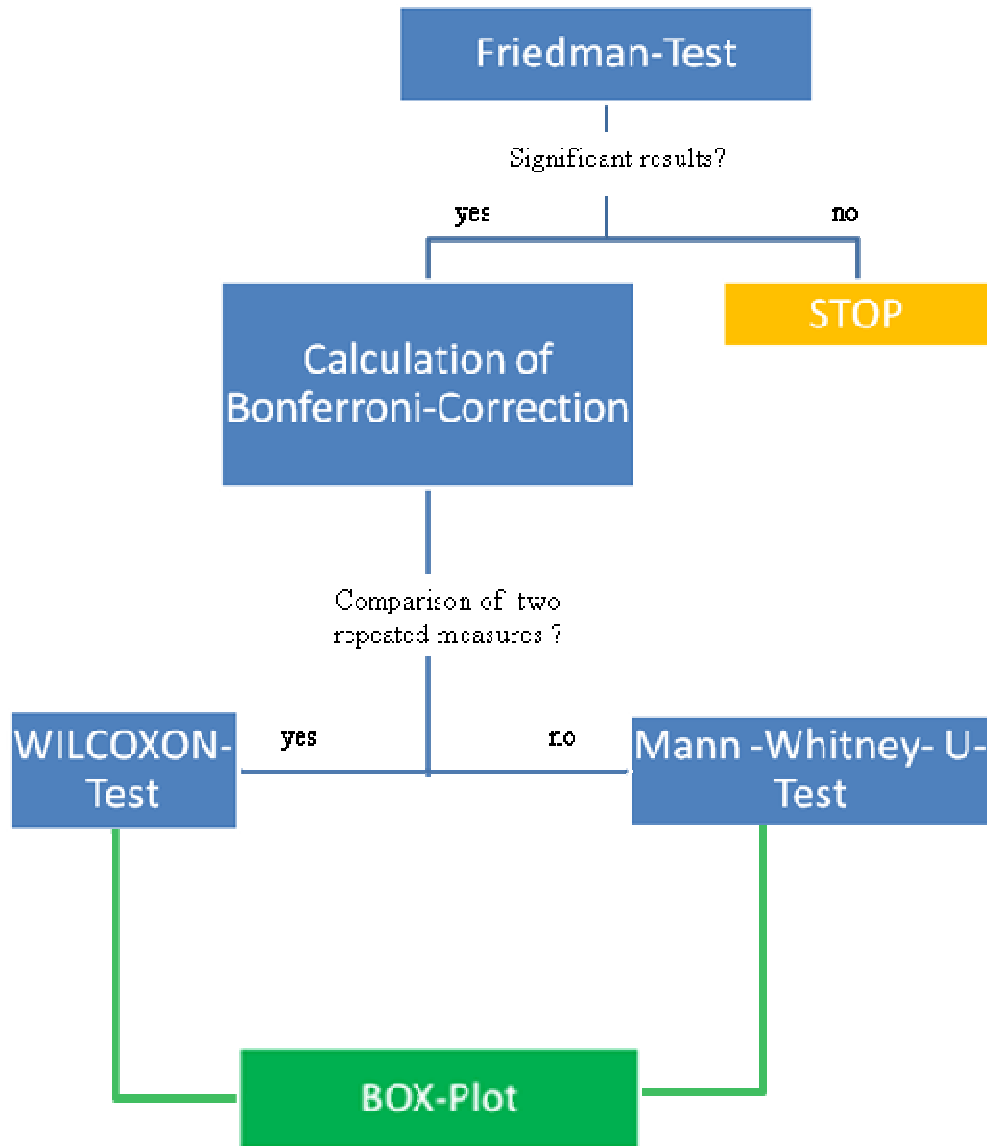 Friedman-Test
Significant results?
yes
no
STOP
Calculation of
Bonferroni-Correction
Comparison of two
repeated measures ?
WILCOXON-
Test
yes
no
Mann -Whitney- U-
Test
BOX-Plot